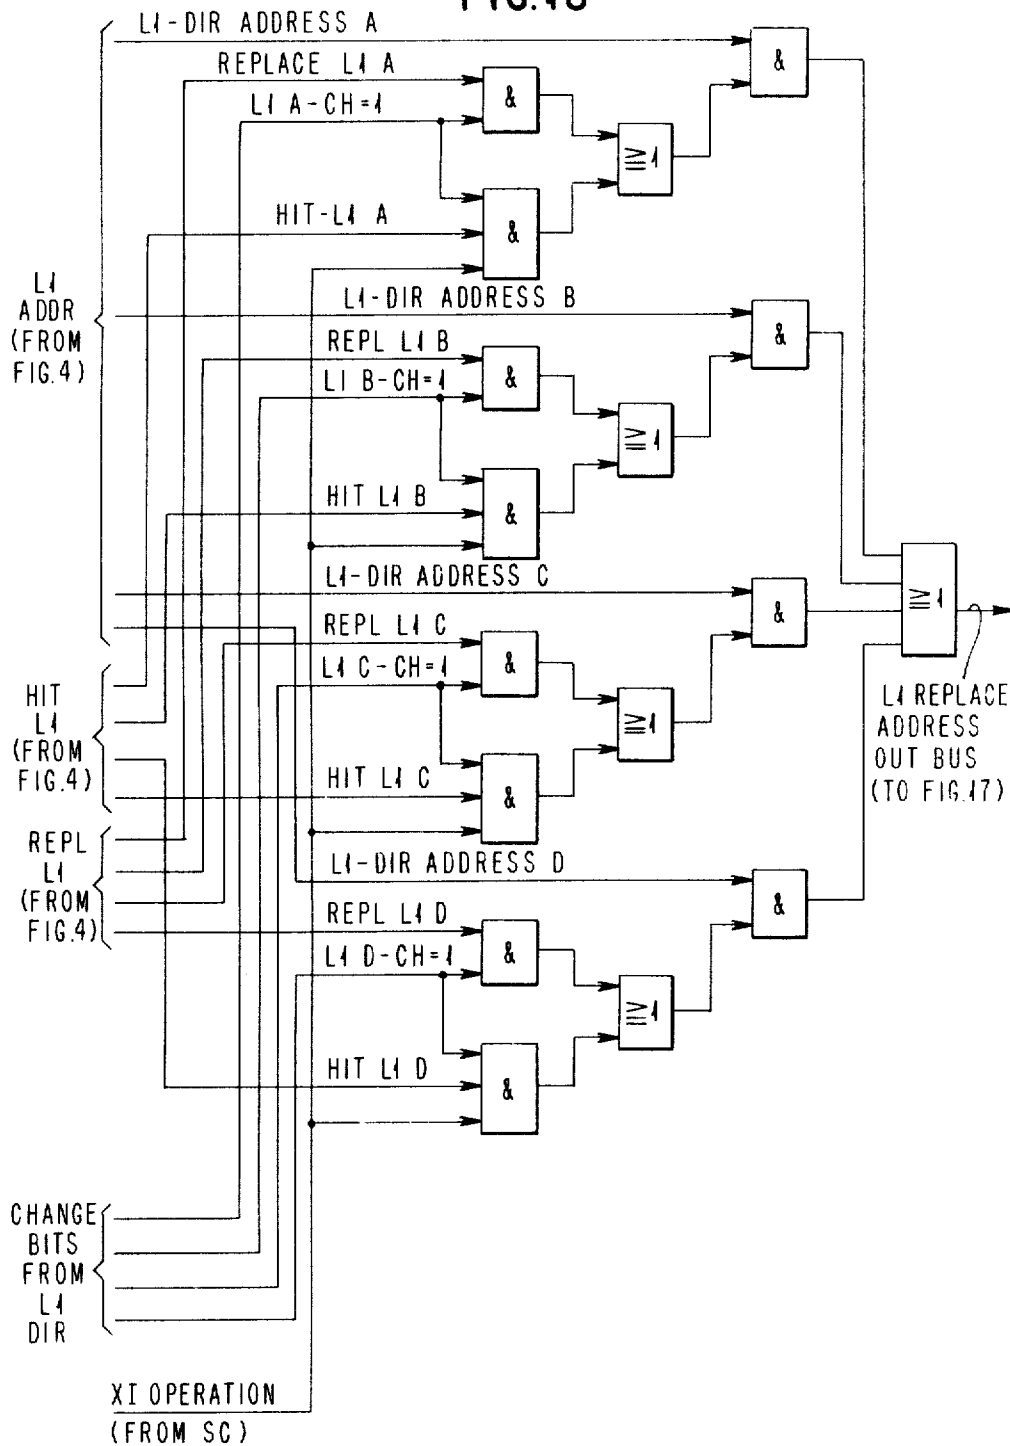 L1-DIR ADDRESS A
&
REPLACE L1 A
&
L1 A-CH=1
≧1
HIT-L1 A
&
L1
ADDR
(FROM
FIG.4)
L1-DIR ADDRESS B
&
REPL L1 B
&
L1 B-CH=1
≧1
HIT L1 B
&
L1-DIR ADDRESS C
&
≧1
REPL L1 C
&
L1 C-CH=1
≧1
HIT L1 C
&
L1 REPLACE
ADDRESS
OUT BUS
(TO FIG.17)
HIT
L1
(FROM
FIG.4)
REPL
L1
(FROM
FIG.4)
L1-DIR ADDRESS D
&
REPL L1 D
&
L1 D-CH=1
≧1
HIT L1 D
&
CHANGE
BITS
FROM
L1
DIR
XI OPERATION
(FROM SC)